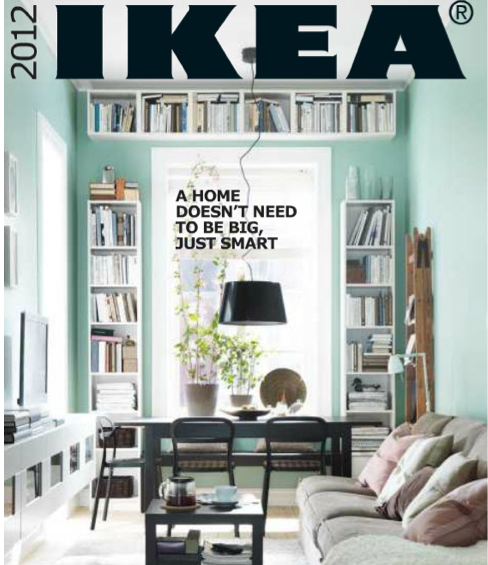 2012
IKEA®
A HOME
DOESN'T NEED
TO BE BIG,
JUST SMART